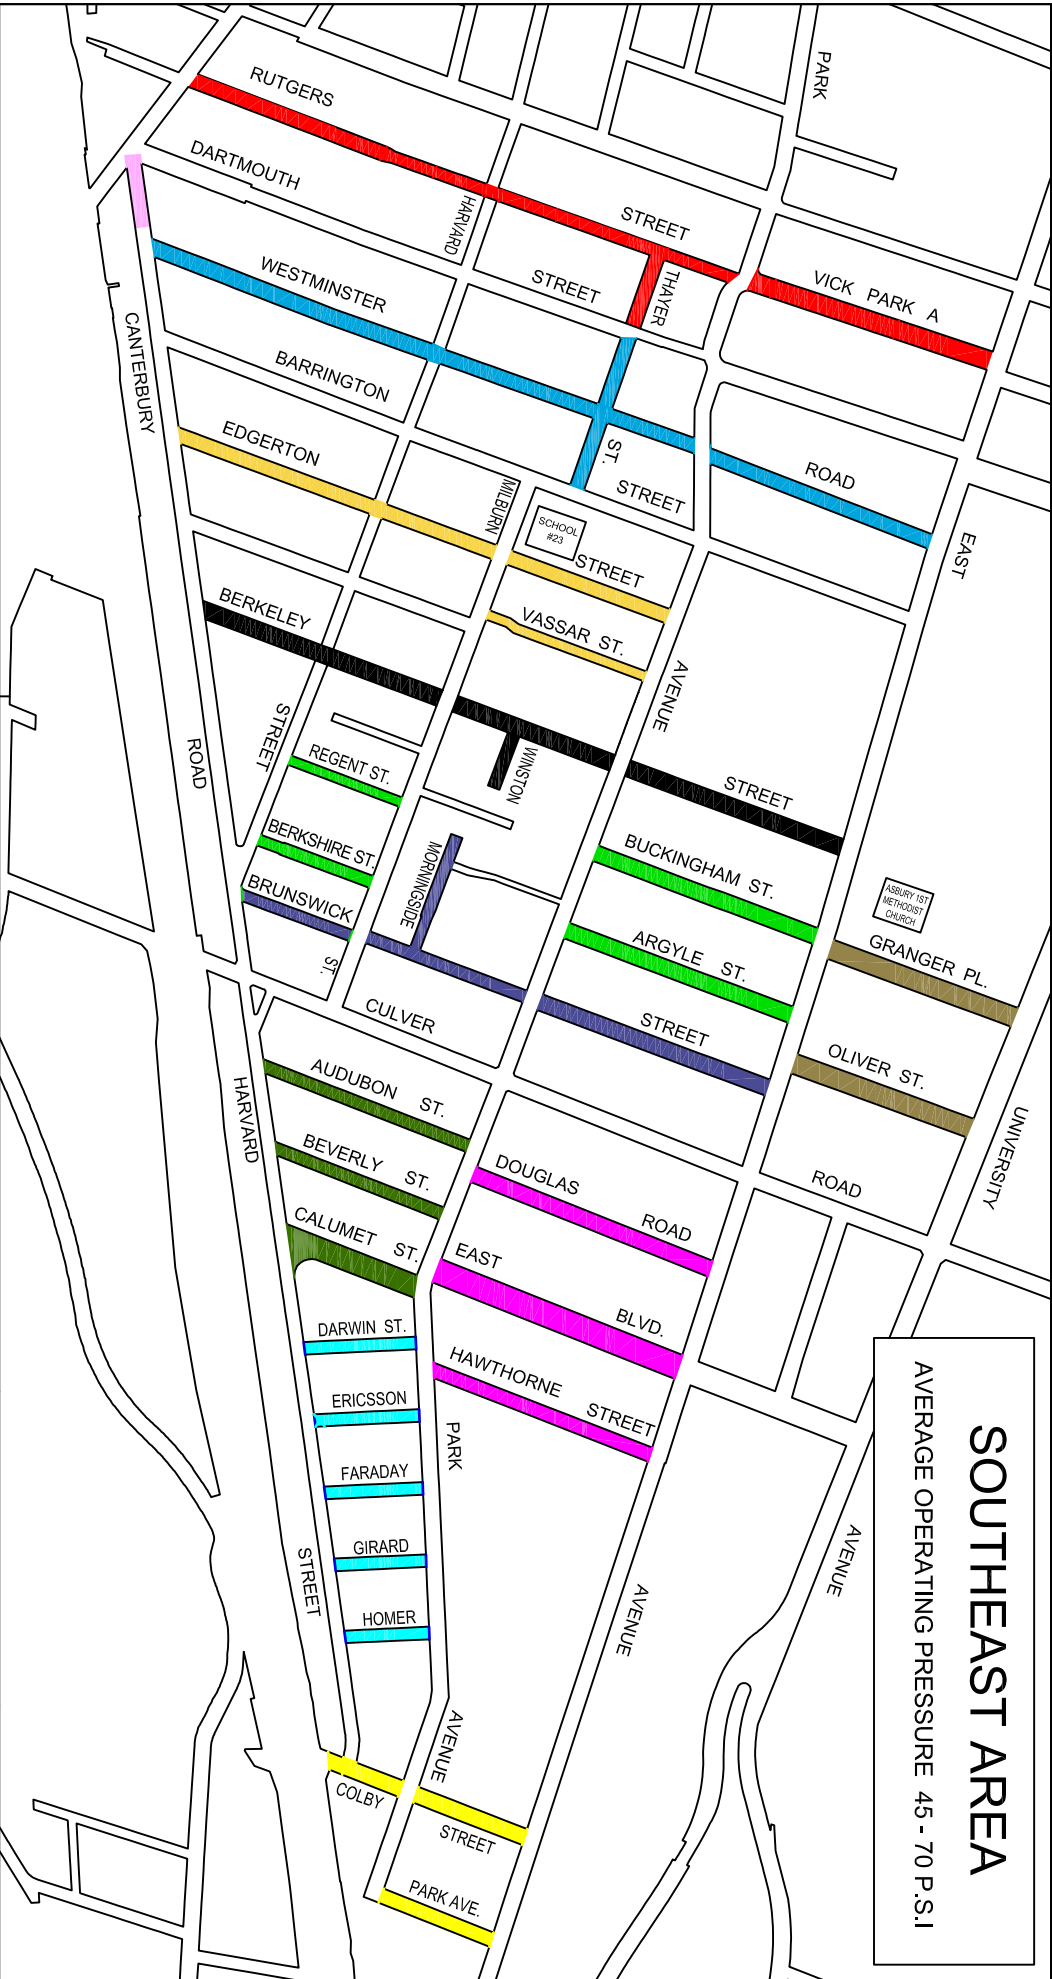 PARK
RUTGERS
DARTMOUTH
HARVARD
STREET
STREET
THAYER
VICK PARK A
WESTMINSTER
CANTERBURY
BARRINGTON
EDGERTON
ST.
STREET
ROAD
MILBURN
SCHOOL
#23
STREET
EAST
VASSAR ST.
BERKELEY
AVENUE
STREET
ROAD
REGENT ST.
WINSTON
STREET
BERKSHIRE ST.
BRUNSWICK
MORNINGSIDE
BUCKINGHAM ST.
ASBURY 1ST
METHODIST
CHURCH
GRANGER PL.
ARGYLE ST.
ST.
CULVER
STREET
OLIVER ST.
HARVARD
AUDUBON ST.
BEVERLY ST.
CALUMET ST.
DOUGLAS
ROAD
ROAD
UNIVERSITY
EAST
BLVD.
DARWIN ST.
HAWTHORNE
STREET
ERICSSON
PARK
FARADAY
GIRARD
HOMER
STREET
AVENUE
AVENUE
AVENUE
COLBY
STREET
PARK AVE.
SOUTHEAST AREA
AVERAGE OPERATING PRESSURE 45 - 70 P.S.I